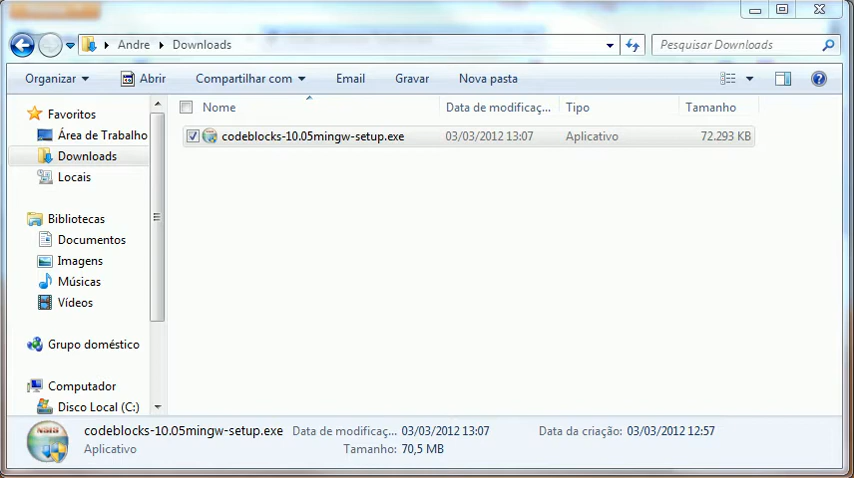 Andre Downloads
Pesquisar Downloads
Organizar Abrir Compartilhar com Email Gravar Nova pasta
Favoritos
Área de Trabalho
Downloads
Locais
Bibliotecas
Documentos
Imagens
Músicas
Vídeos
Grupo doméstico
Computador
Disco Local (C:)
Nome Data de modificaç... Tipo Tamanho
codeblocks-10.05mingw-setup.exe 03/03/2012 13:07 Aplicativo 72.293 KB
codeblocks-10.05mingw-setup.exe Data de modificaç... 03/03/2012 13:07 Data da criação: 03/03/2012 12:57
Aplicativo Tamanho: 70,5 MB